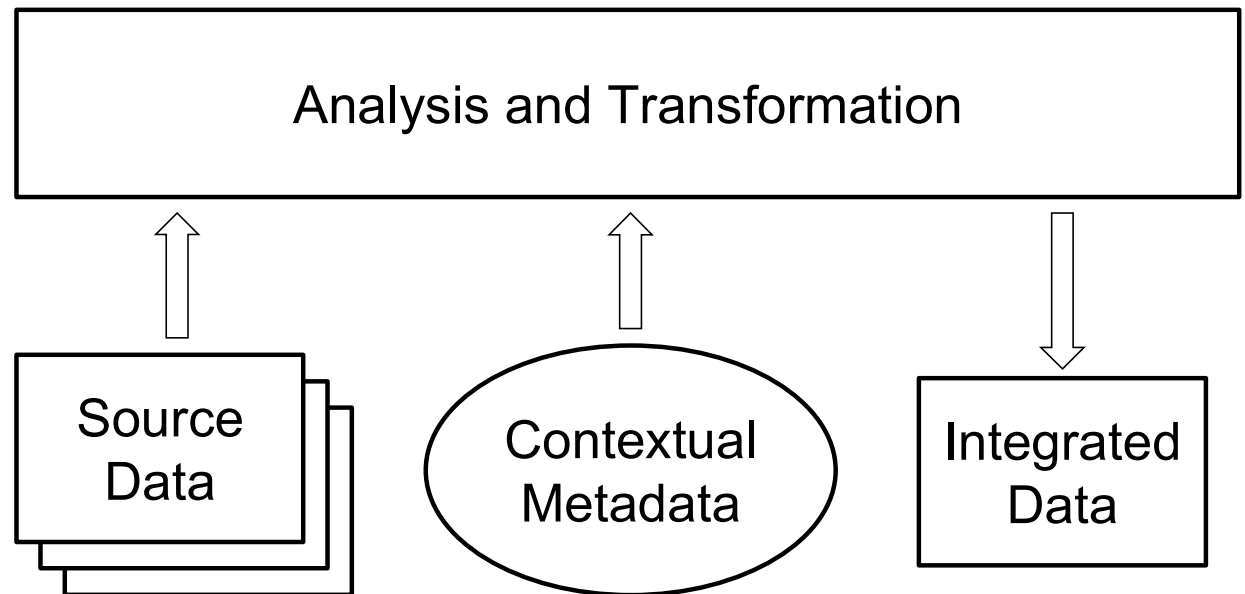 Analysis and Transformation
Source
Data
Contextual
Metadata
Integrated
Data